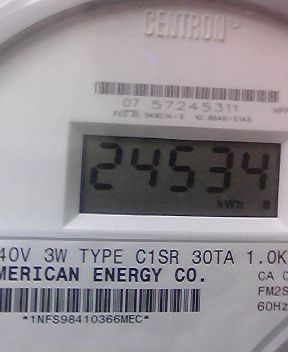 CENTRON®
07 57245311
24534
kWh
40V 3W TYPE C1SR 30TA 1.0K
MERICAN ENERGY CO.
CA
FM2S
60Hz
*1NFS98410366MEC*